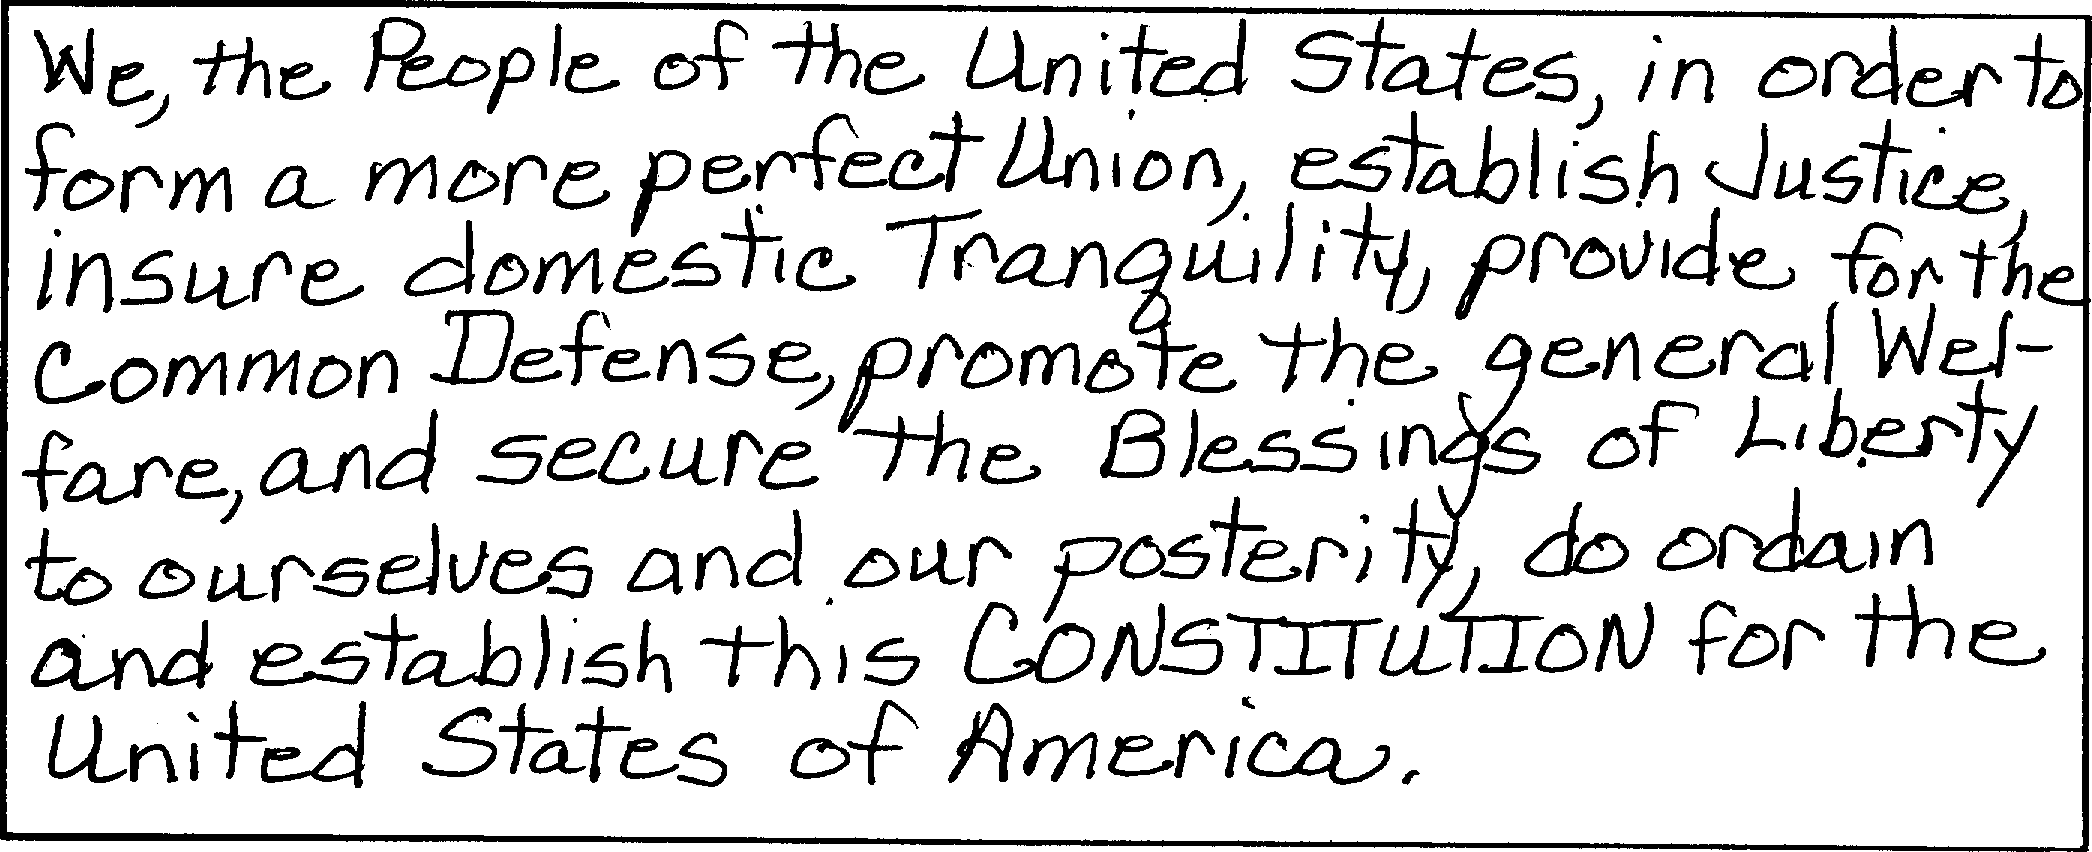 We, the People of the United States, in order to
form a more perfect Union, establish Justice,
insure domestic Tranquility, provide for the
Common Defense, promote the general Wel-
fare, and secure the Blessings of Liberty
to ourselves and our posterity, do ordain
and establish this CONSTITUTION for the
United States of America.